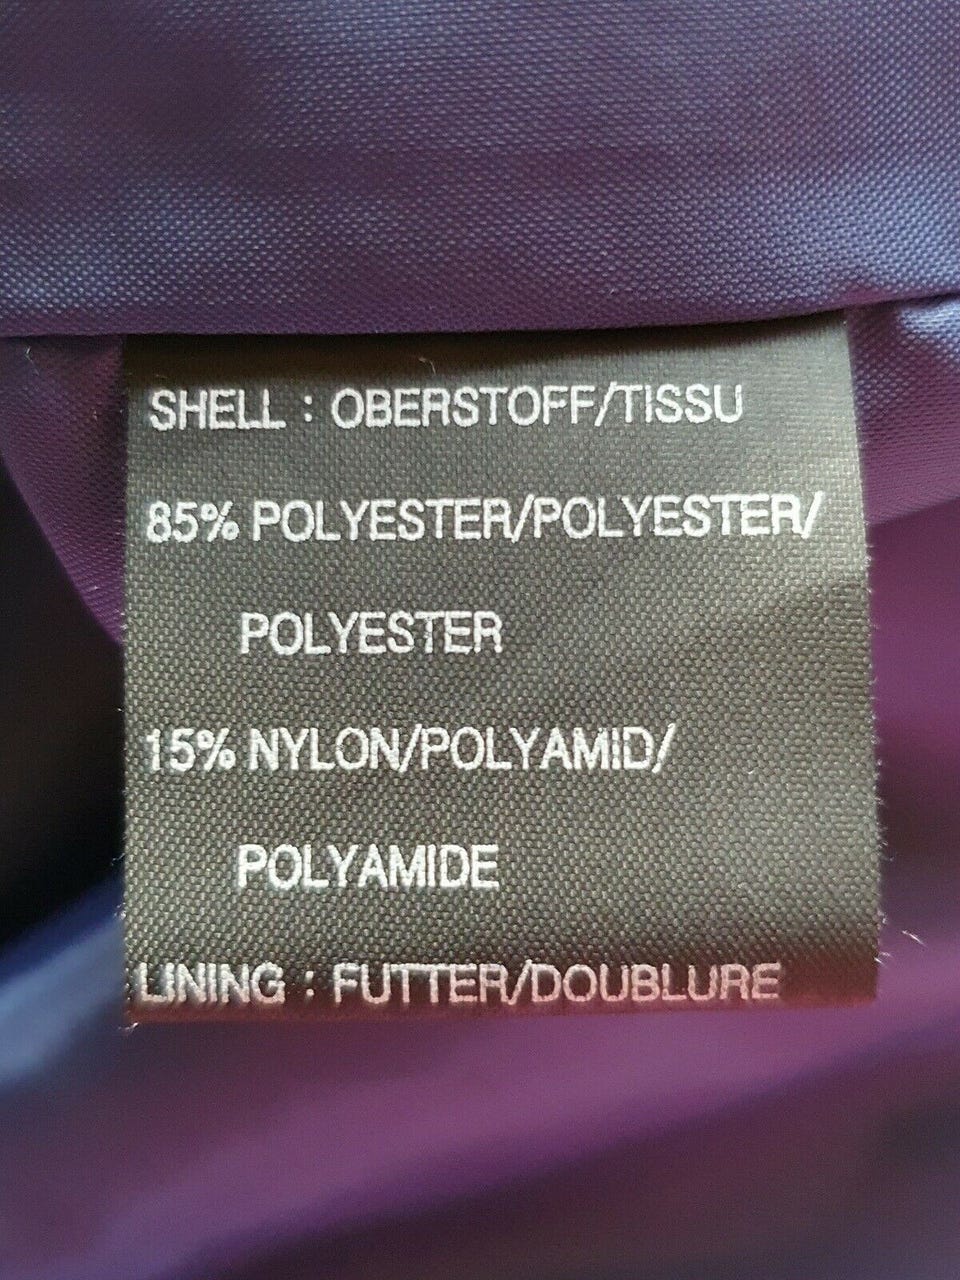 SHELL : OBERSTOFF/TISSU
85% POLYESTER/POLYESTER/
POLYESTER
15% NYLON/POLYAMID/
POLYAMIDE
LINING : FUTTER/DOUBLURE